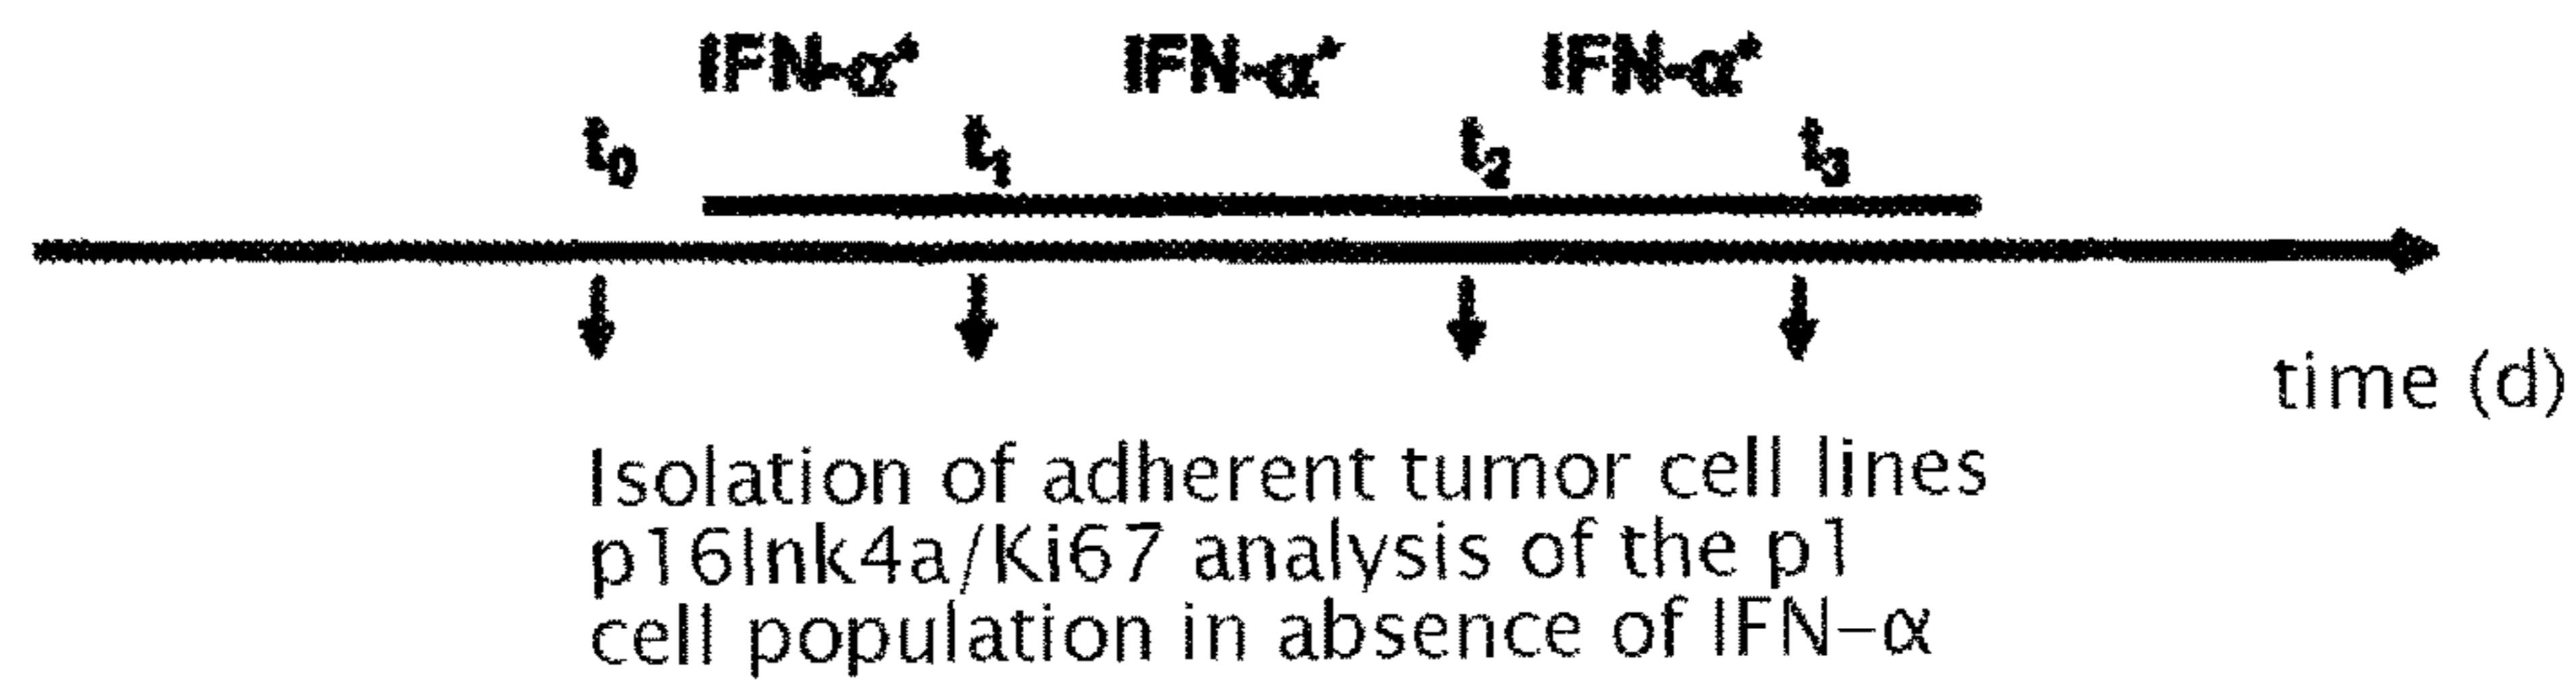 IFN-α* IFN-α* IFN-α*
t0 t1 t2 t3
time (d)
Isolation of adherent tumor cell lines
p16Ink4a/Ki67 analysis of the p1
cell population in absence of IFN-α